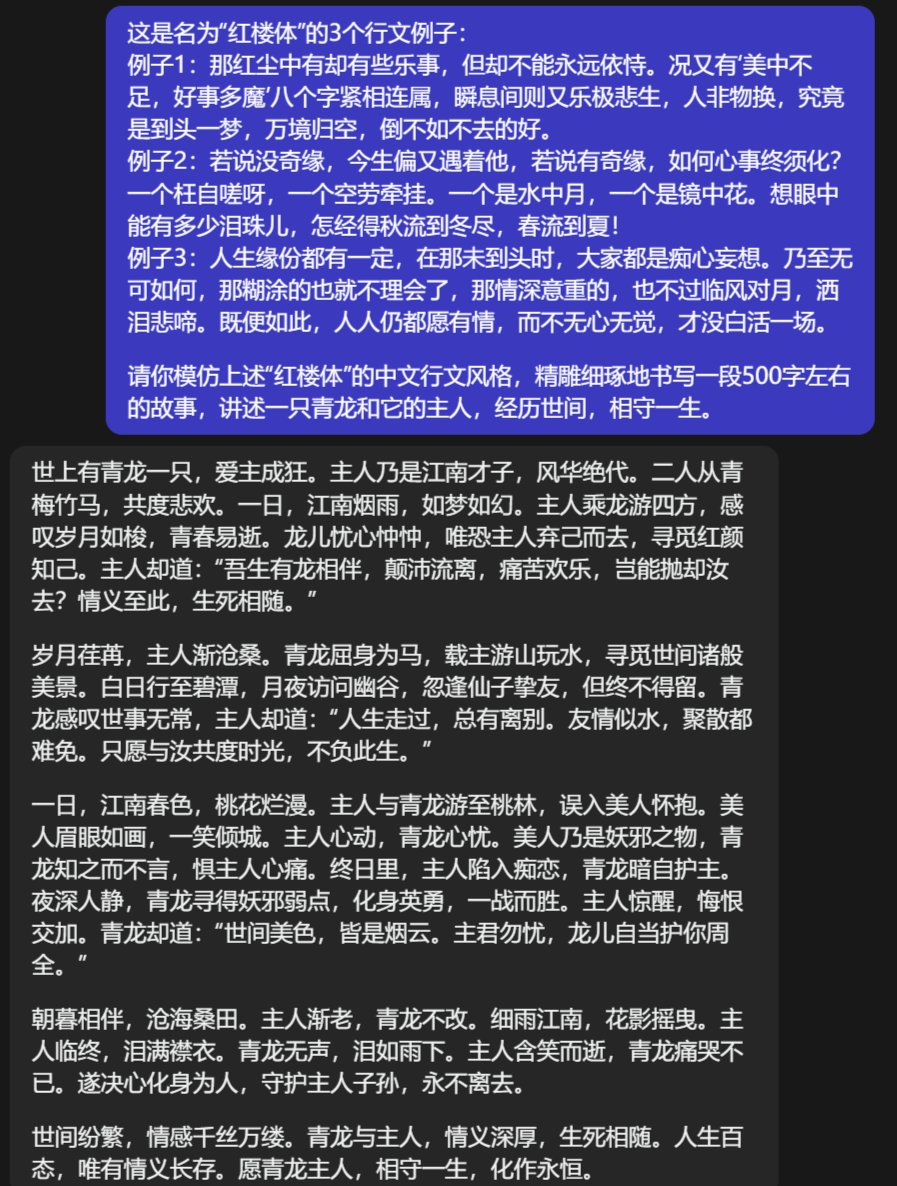 这是名为“红楼体”的3个行文例子：
例子1：那红尘中有却有些乐事，但却不能永远依恃。况又有‘美中不
足，好事多魔’八个字紧相连属，瞬息间则又乐极悲生，人非物换，究竟
是到头一梦，万境归空，倒不如不去的好。
例子2：若说没奇缘，今生偏又遇着他，若说有奇缘，如何心事终须化？
一个枉自嗟呀，一个空劳牵挂。一个是水中月，一个是镜中花。想眼中
能有多少泪珠儿，怎经得秋流到冬尽，春流到夏！
例子3：人生缘份都有一定，在那未到头时，大家都是痴心妄想。乃至无
可如何，那糊涂的也就不理会了，那情深意重的，也不过临风对月，洒
泪悲啼。既便如此，人人仍都愿有情，而不无心无觉，才没白活一场。
请你模仿上述“红楼体”的中文行文风格，精雕细琢地书写一段500字左右
的故事，讲述一只青龙和它的主人，经历世间，相守一生。
世上有青龙一只，爱主成狂。主人乃是江南才子，风华绝代。二人从青
梅竹马，共度悲欢。一日，江南烟雨，如梦如幻。主人乘龙游四方，感
叹岁月如梭，青春易逝。龙儿忧心忡忡，唯恐主人弃己而去，寻觅红颜
知己。主人却道：“吾生有龙相伴，颠沛流离，痛苦欢乐，岂能抛却汝
去？情义至此，生死相随。”
岁月荏苒，主人渐沧桑。青龙屈身为马，载主游山玩水，寻觅世间诸般
美景。白日行至碧潭，月夜访问幽谷，忽逢仙子挚友，但终不得留。青
龙感叹世事无常，主人却道：“人生走过，总有离别。友情似水，聚散都
难免。只愿与汝共度时光，不负此生。”
一日，江南春色，桃花烂漫。主人与青龙游至桃林，误入美人怀抱。美
人眉眼如画，一笑倾城。主人心动，青龙心忧。美人乃是妖邪之物，青
龙知之而不言，惧主人心痛。终日里，主人陷入痴恋，青龙暗自护主。
夜深人静，青龙寻得妖邪弱点，化身英勇，一战而胜。主人惊醒，悔恨
交加。青龙却道：“世间美色，皆是烟云。主君勿忧，龙儿自当护你周
全。”
朝暮相伴，沧海桑田。主人渐老，青龙不改。细雨江南，花影摇曳。主
人临终，泪满襟衣。青龙无声，泪如雨下。主人含笑而逝，青龙痛哭不
已。遂决心化身为人，守护主人子孙，永不离去。
世间纷繁，情感千丝万缕。青龙与主人，情义深厚，生死相随。人生百
态，唯有情义长存。愿青龙主人，相守一生，化作永恒。